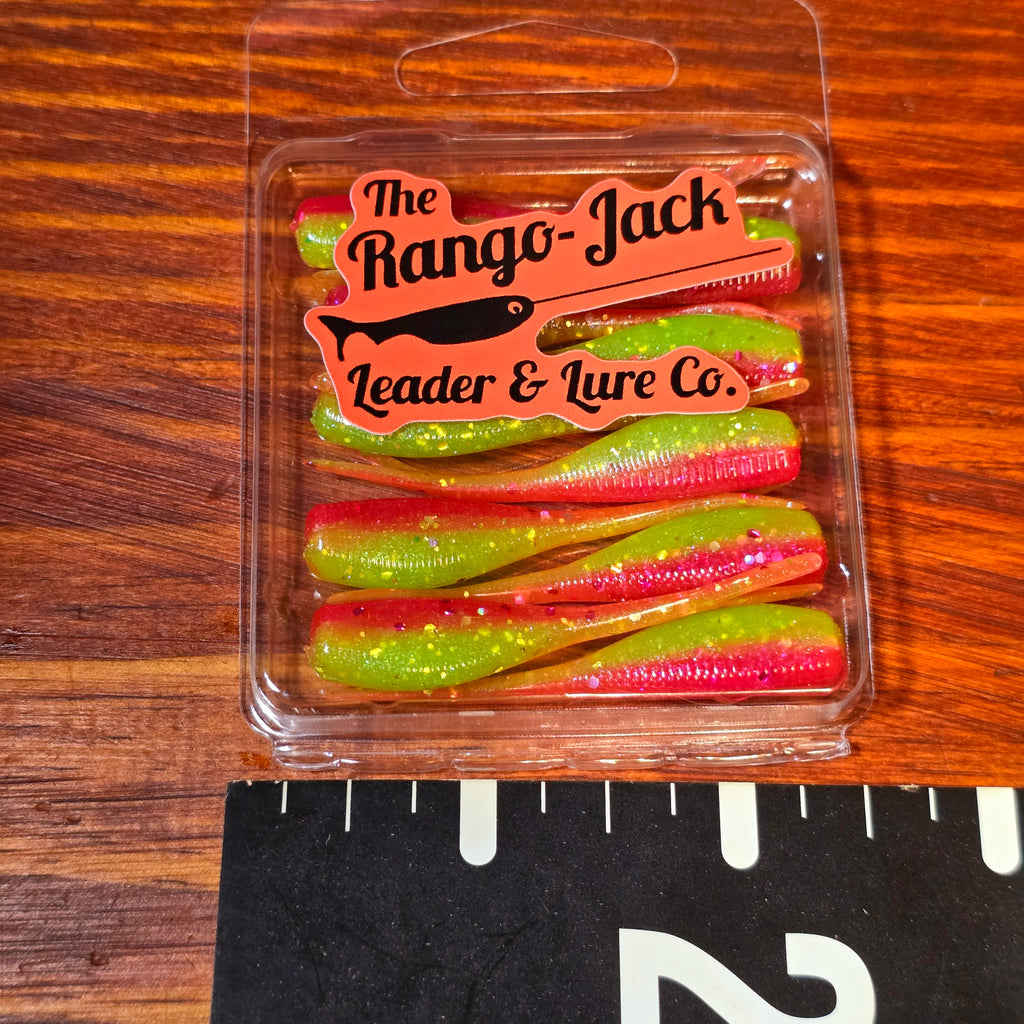 The
Rango-Jack
Leader & Lure Co.
2